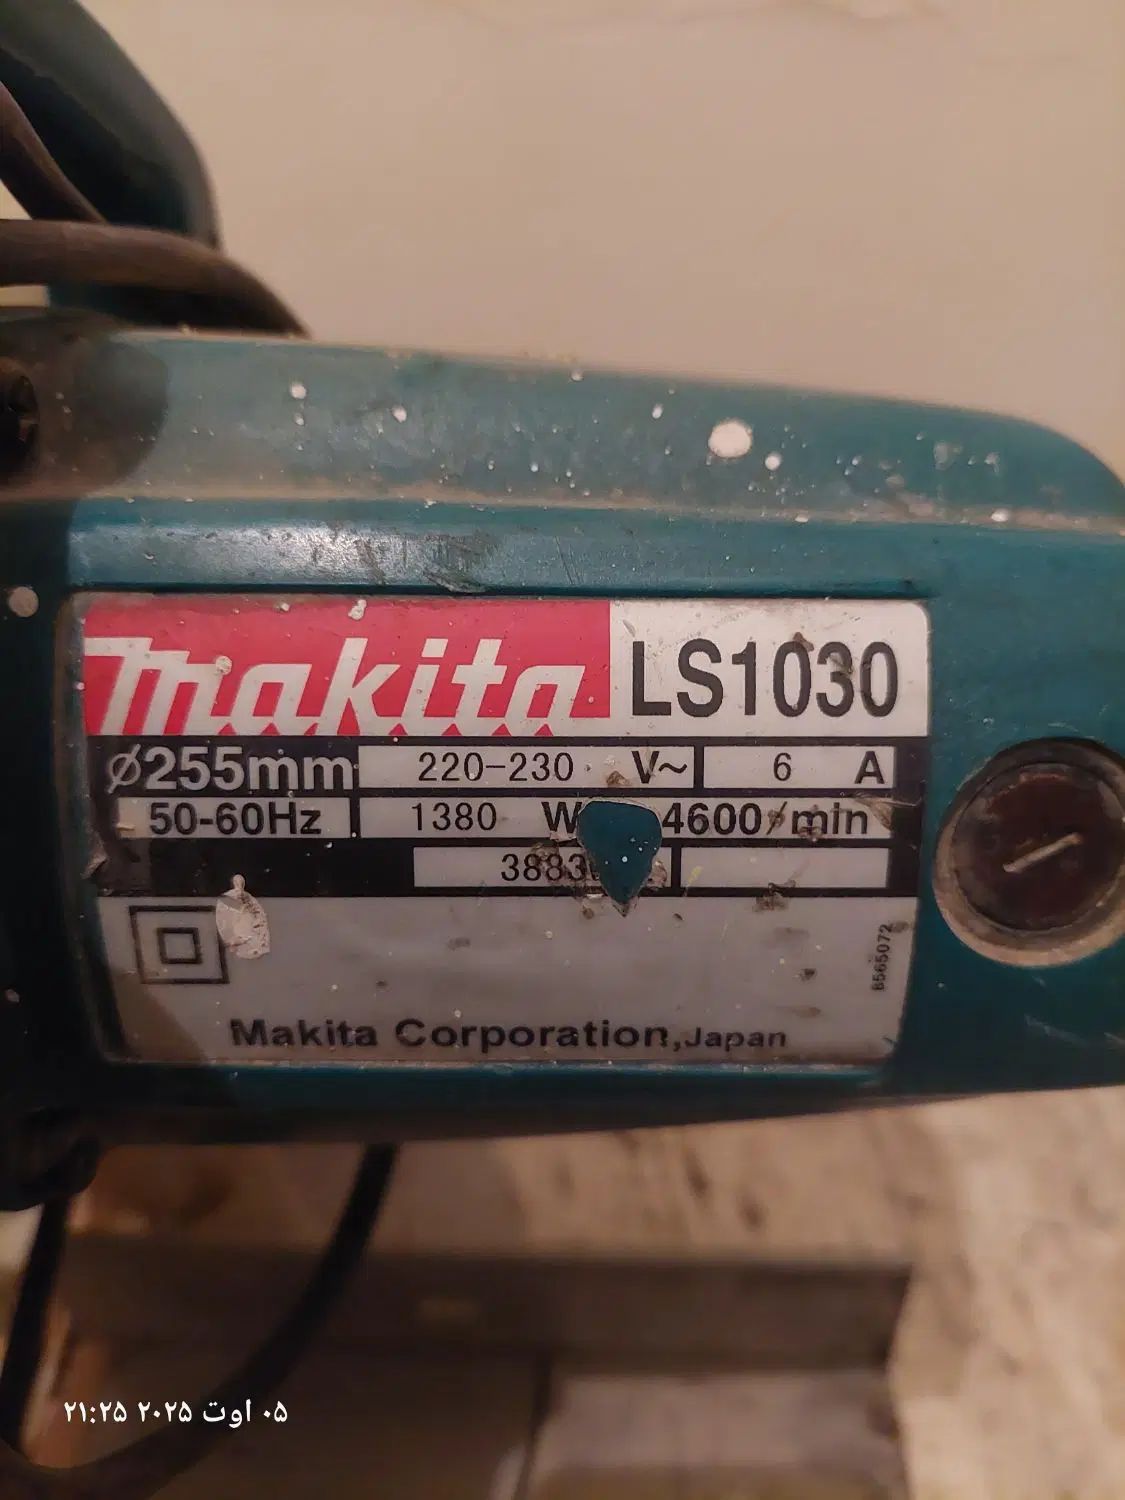 makita LS1030
ø255mm 220-230 V~ 6 A
50-60Hz 1380 W 4600/min
Makita Corporation,Japan
B565072
۰۵ اوت ۲۰۲۵ ۲۱:۲۵